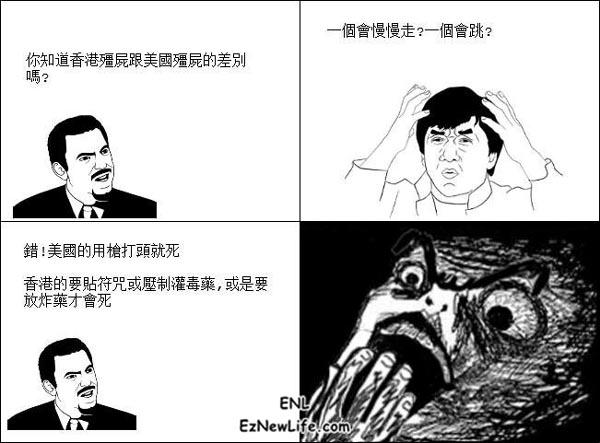 你知道香港殭屍跟美國殭屍的差別
嗎?
一個會慢慢走?一個會跳?
錯!美國的用槍打頭就死
香港的要貼符咒或壓制灌毒藥,或是要
放炸藥才會死
ENL
EzNewLife.com